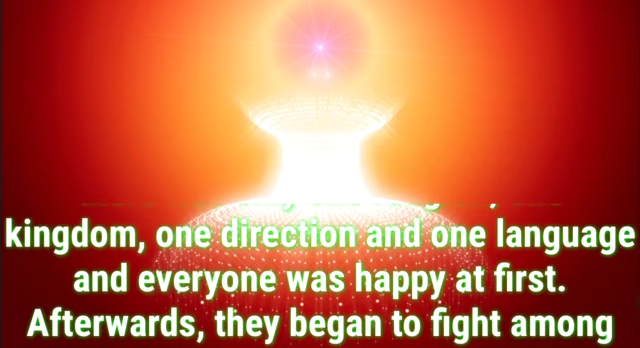 kingdom, one direction and one language
and everyone was happy at first.
Afterwards, they began to fight among